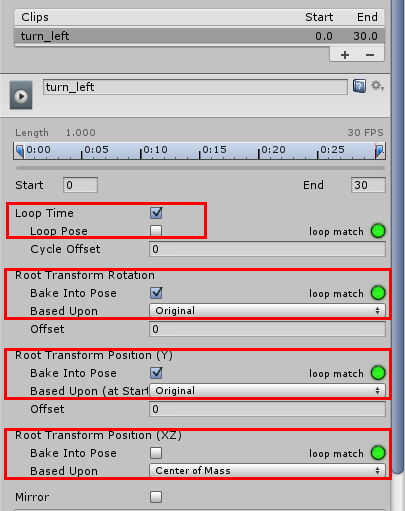 Clips Start End
turn_left 0.0 30.0
+ −
turn_left
Length 1.000 30 FPS
0:00 0:05 0:10 0:15 0:20 0:25
Start 0 End 30
Loop Time
Loop Pose loop match
Cycle Offset 0
Root Transform Rotation
Bake Into Pose loop match
Based Upon Original
Offset 0
Root Transform Position (Y)
Bake Into Pose loop match
Based Upon (at Start Original
Offset 0
Root Transform Position (XZ)
Bake Into Pose loop match
Based Upon Center of Mass
Mirror